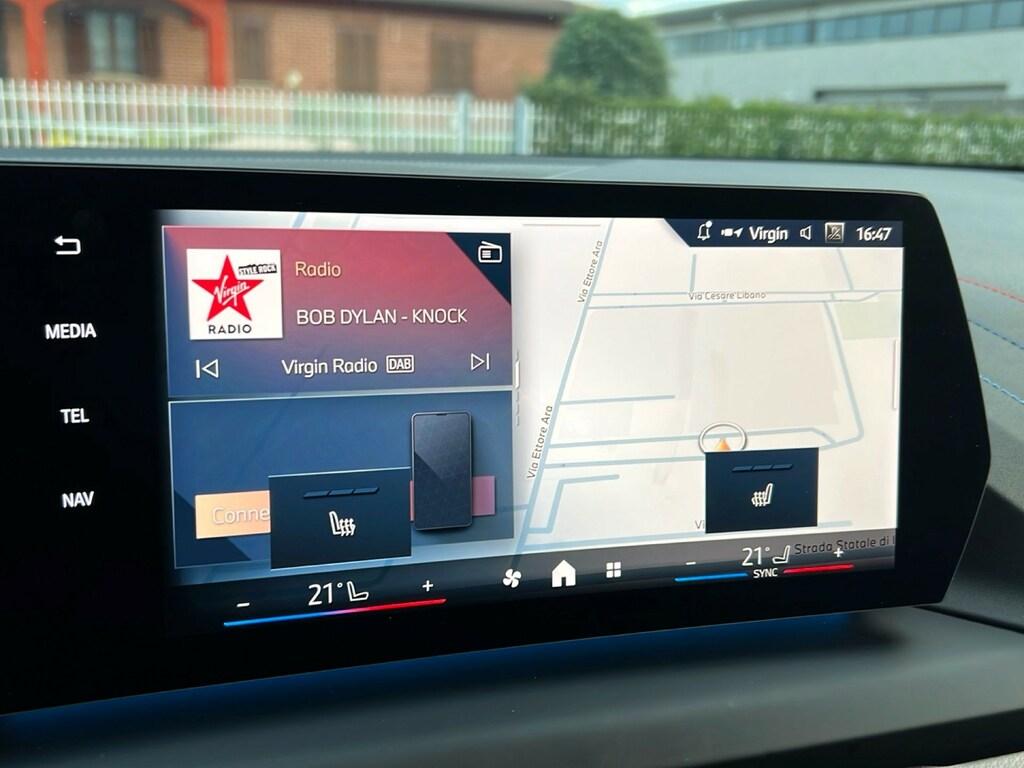 MEDIA
TEL
NAV
STYLE ROCK
Virgin
RADIO
Radio
BOB DYLAN - KNOCK
Virgin Radio DAB
Conne
Via Ettore Ara
Via Ettore Ara
Via Cesare Libano
Virgin 16:47
Strada Statale di
- 21° +
- 21° +
SYNC